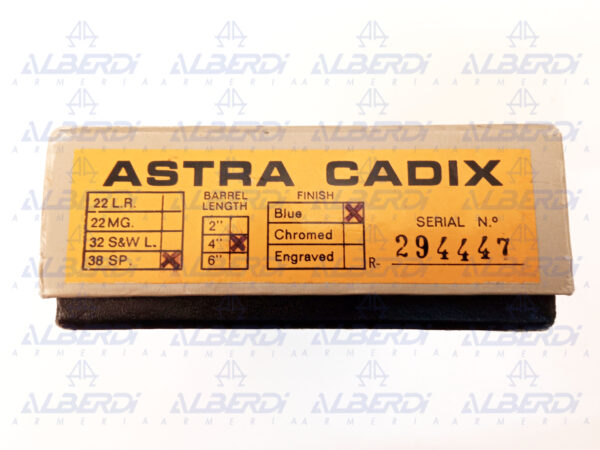 ASTRA CADIX
22 L.R.
22 MG.
32 S&W L.
38 SP. X
BARREL
LENGTH
2"
4" X
6"
FINISH
Blue X
Chromed
Engraved
SERIAL N.º
R- 294447
ALBERDI
ARMERIA